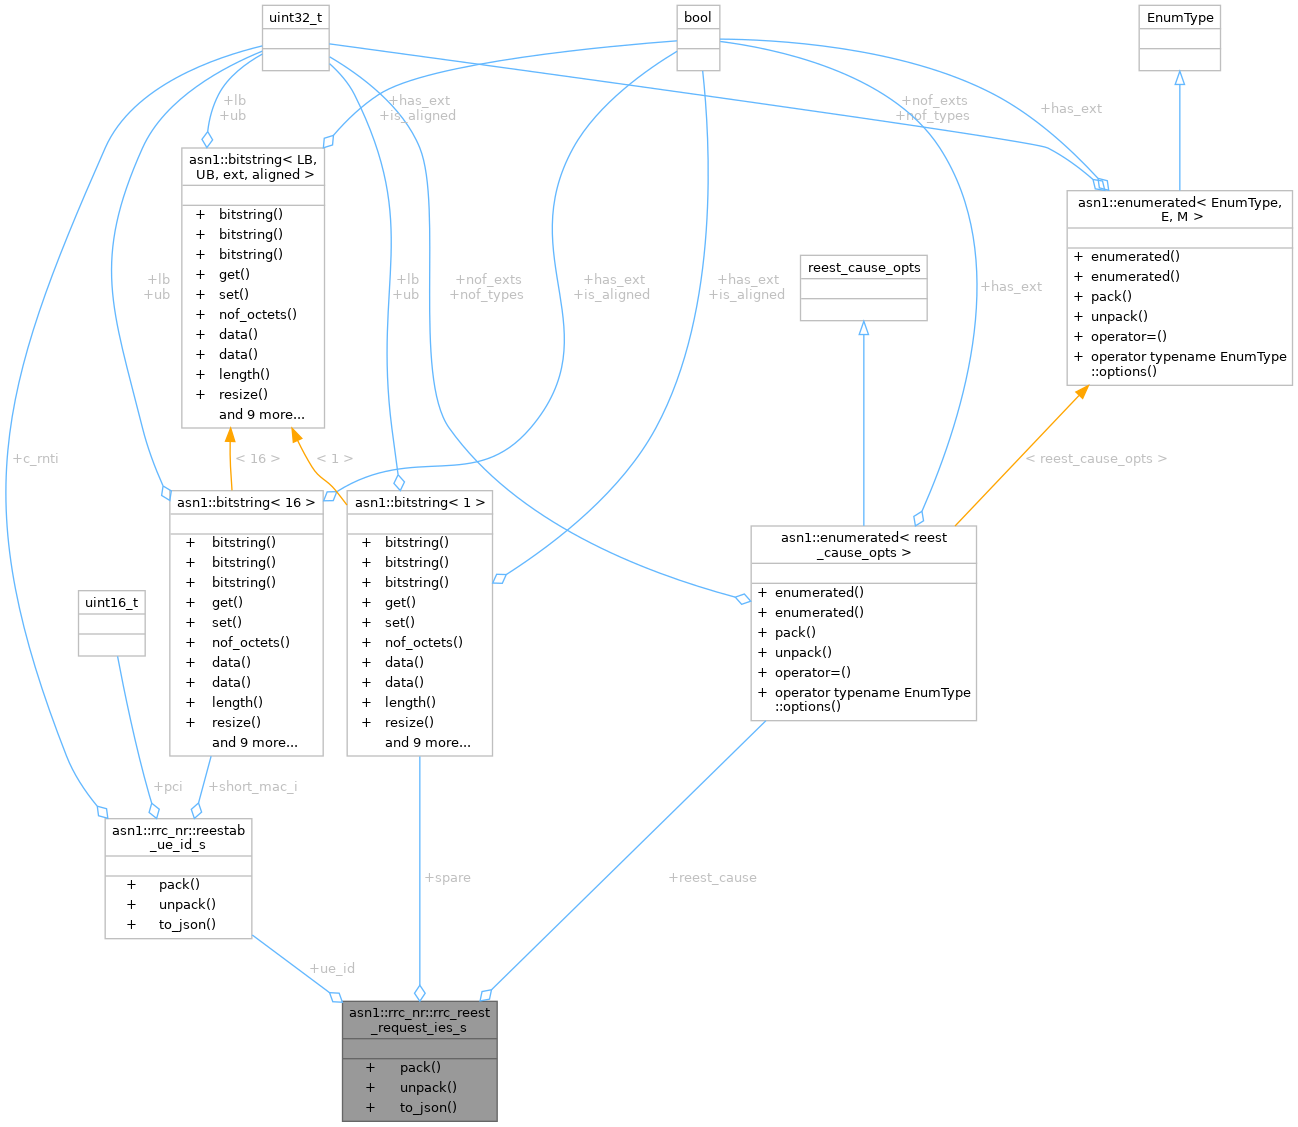 uint32_t
bool
EnumType
+lb
+ub
+has_ext
+is_aligned
+nof_exts
+nof_types
+has_ext
asn1::bitstring< LB,
UB, ext, aligned >
+ bitstring()
+ bitstring()
+ bitstring()
+ get()
+ set()
+ nof_octets()
+ data()
+ data()
+ length()
+ resize()
and 9 more...
asn1::enumerated< EnumType,
E, M >
+ enumerated()
+ enumerated()
+ pack()
+ unpack()
+ operator=()
+ operator typename EnumType
::options()
reest_cause_opts
+lb
+ub
+lb
+ub
+nof_exts
+nof_types
+has_ext
+is_aligned
+has_ext
+is_aligned
+has_ext
+c_rnti
< 16 >
< 1 >
< reest_cause_opts >
asn1::bitstring< 16 >
+ bitstring()
+ bitstring()
+ bitstring()
+ get()
+ set()
+ nof_octets()
+ data()
+ data()
+ length()
+ resize()
and 9 more...
asn1::bitstring< 1 >
+ bitstring()
+ bitstring()
+ bitstring()
+ get()
+ set()
+ nof_octets()
+ data()
+ data()
+ length()
+ resize()
and 9 more...
asn1::enumerated< reest
_cause_opts >
+ enumerated()
+ enumerated()
+ pack()
+ unpack()
+ operator=()
+ operator typename EnumType
::options()
uint16_t
+pci
+short_mac_i
asn1::rrc_nr::reestab
_ue_id_s
+ pack()
+ unpack()
+ to_json()
+spare
+reest_cause
+ue_id
asn1::rrc_nr::rrc_reest
_request_ies_s
+ pack()
+ unpack()
+ to_json()